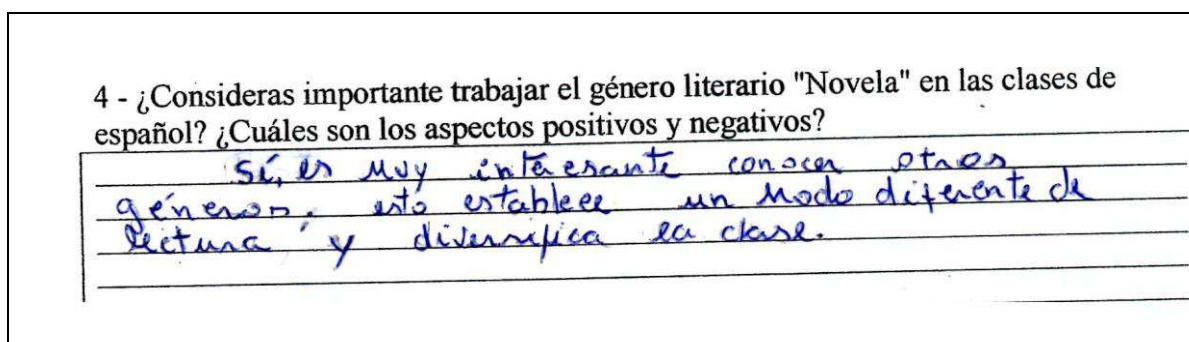 4 - ¿Consideras importante trabajar el género literario "Novela" en las clases de
español? ¿Cuáles son los aspectos positivos y negativos?
Sí, es muy interesante conocer otros
géneros. esto establece un modo diferente de
lectura y diversifica la clase.